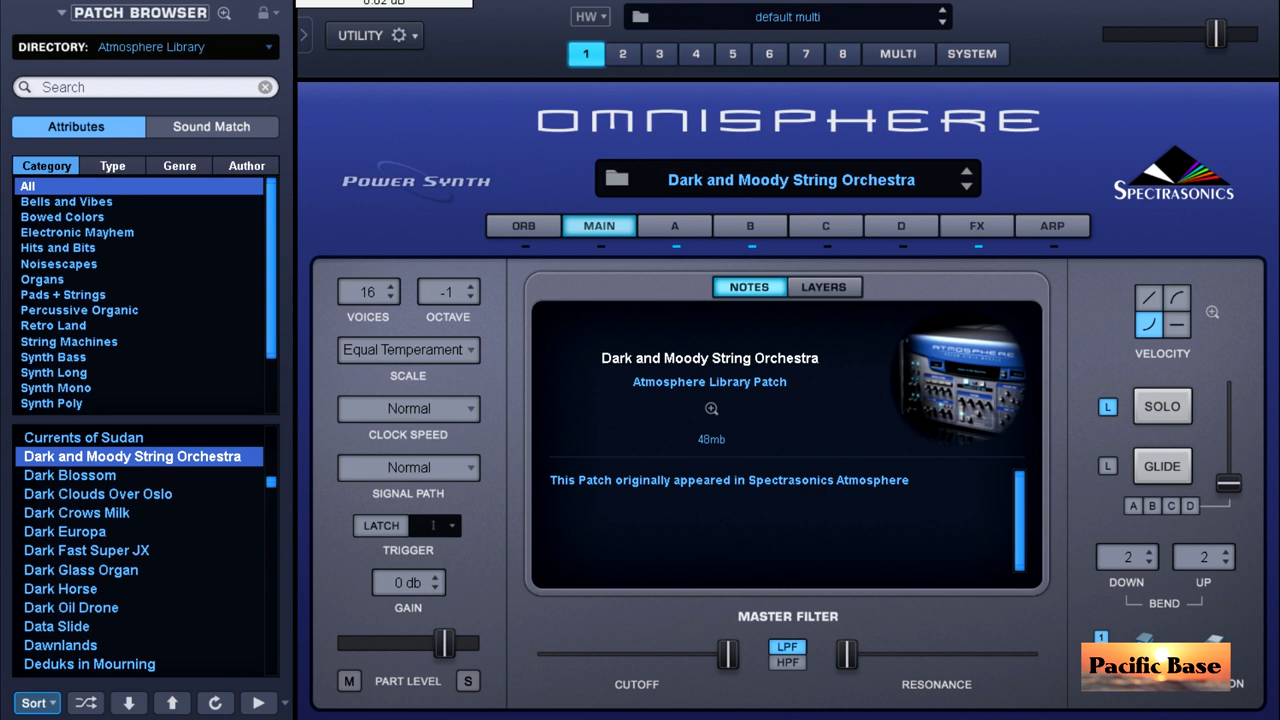 0.02 dB
PATCH BROWSER
DIRECTORY: Atmosphere Library
Search
Attributes
Sound Match
Category Type Genre Author
All
Bells and Vibes
Bowed Colors
Electronic Mayhem
Hits and Bits
Noisescapes
Organs
Pads + Strings
Percussive Organic
Retro Land
String Machines
Synth Bass
Synth Long
Synth Mono
Synth Poly
Currents of Sudan
Dark and Moody String Orchestra
Dark Blossom
Dark Clouds Over Oslo
Dark Crows Milk
Dark Europa
Dark Fast Super JX
Dark Glass Organ
Dark Horse
Dark Oil Drone
Data Slide
Dawnlands
Deduks in Mourning
Sort
UTILITY
HW
default multi
1 2 3 4 5 6 7 8 MULTI SYSTEM
OMNISPHERE
POWER SYNTH
Dark and Moody String Orchestra
SPECTRASONICS
ORB MAIN A B C D FX ARP
16 -1
VOICES OCTAVE
Equal Temperament
SCALE
Normal
CLOCK SPEED
Normal
SIGNAL PATH
LATCH
TRIGGER
0 db
GAIN
M PART LEVEL S
NOTES LAYERS
Dark and Moody String Orchestra
Atmosphere Library Patch
48mb
This Patch originally appeared in Spectrasonics Atmosphere
ATMOSPHERE
MASTER FILTER
LPF
HPF
CUTOFF
RESONANCE
VELOCITY
L SOLO
L GLIDE
A B C D
2 2
DOWN UP
BEND
1
Pacific Base
ON